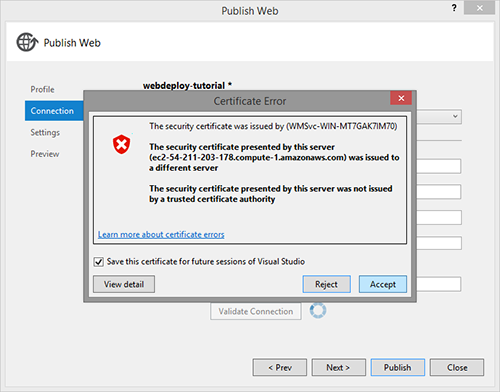 Publish Web
?
Publish Web
Profile
Connection
Settings
Preview
webdeploy-tutorial *
Certificate Error
The security certificate was issued by (WMSvc-WIN-MT7GAK7IM70)
The security certificate presented by this server
(ec2-54-211-203-178.compute-1.amazonaws.com) was issued to
a different server
The security certificate presented by this server was not issued
by a trusted certificate authority
Learn more about certificate errors
Save this certificate for future sessions of Visual Studio
View detail
Reject
Accept
Validate Connection
< Prev
Next >
Publish
Close